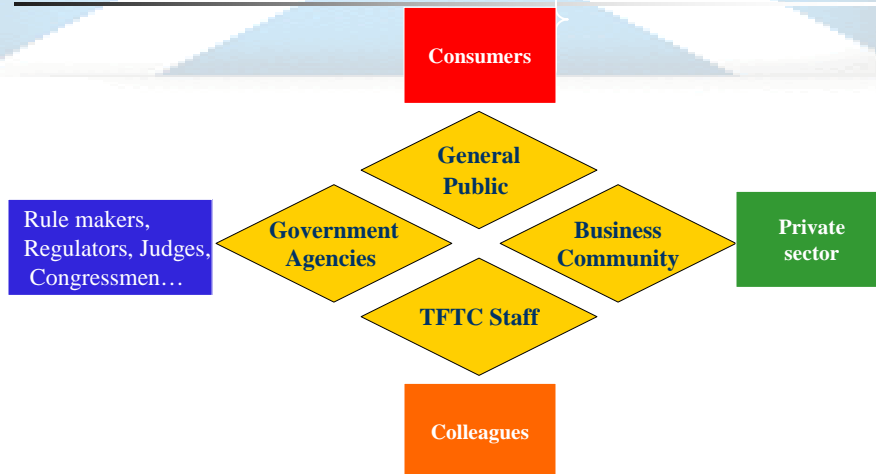 Consumers
General
Public
Rule makers,
Regulators, Judges,
Congressmen…
Government
Agencies
Business
Community
Private
sector
TFTC Staff
Colleagues